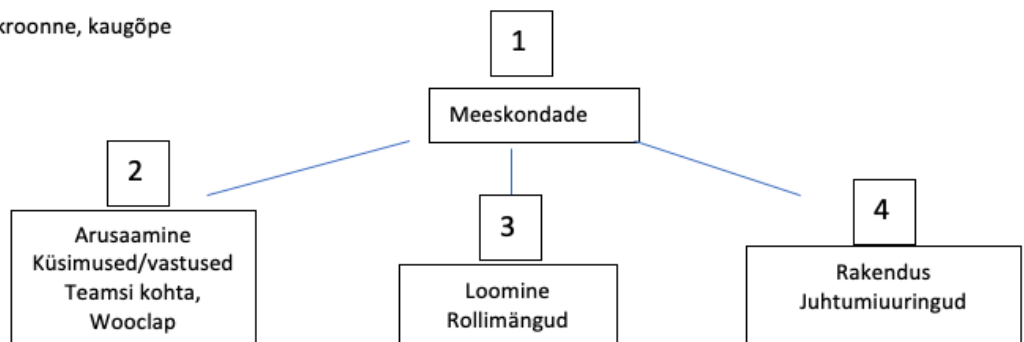 kroonne, kaugõpe
1
Meeskondade
2
Arusaamine
Küsimused/vastused
Teamsi kohta,
Wooclap
3
Loomine
Rollimängud
4
Rakendus
Juhtumiuuringud